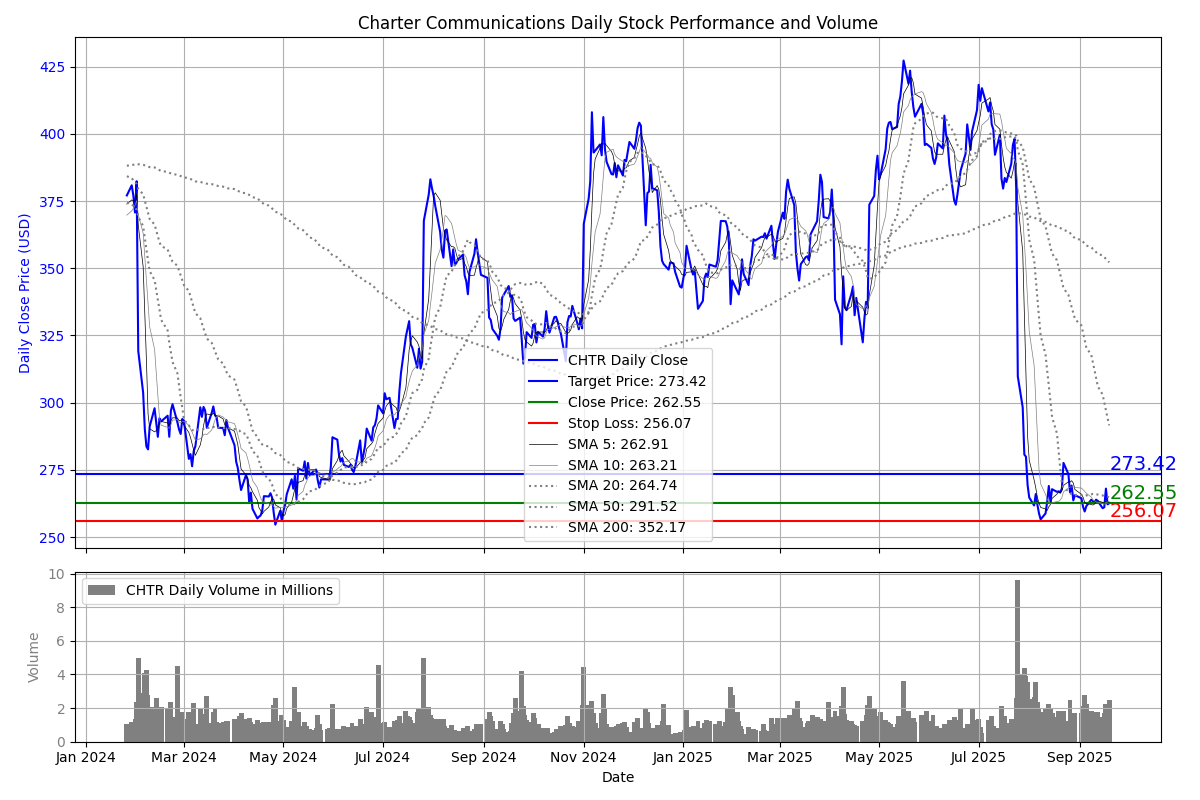 Charter Communications Daily Stock Performance and Volume
Daily Close Price (USD)
425
400
375
350
325
300
275
250
CHTR Daily Close
Target Price: 273.42
Close Price: 262.55
Stop Loss: 256.07
SMA 5: 262.91
SMA 10: 263.21
SMA 20: 264.74
SMA 50: 291.52
SMA 200: 352.17
273.42
262.55
256.07
Volume
10
8
6
4
2
0
CHTR Daily Volume in Millions
Jan 2024
Mar 2024
May 2024
Jul 2024
Sep 2024
Nov 2024
Jan 2025
Mar 2025
May 2025
Jul 2025
Sep 2025
Date